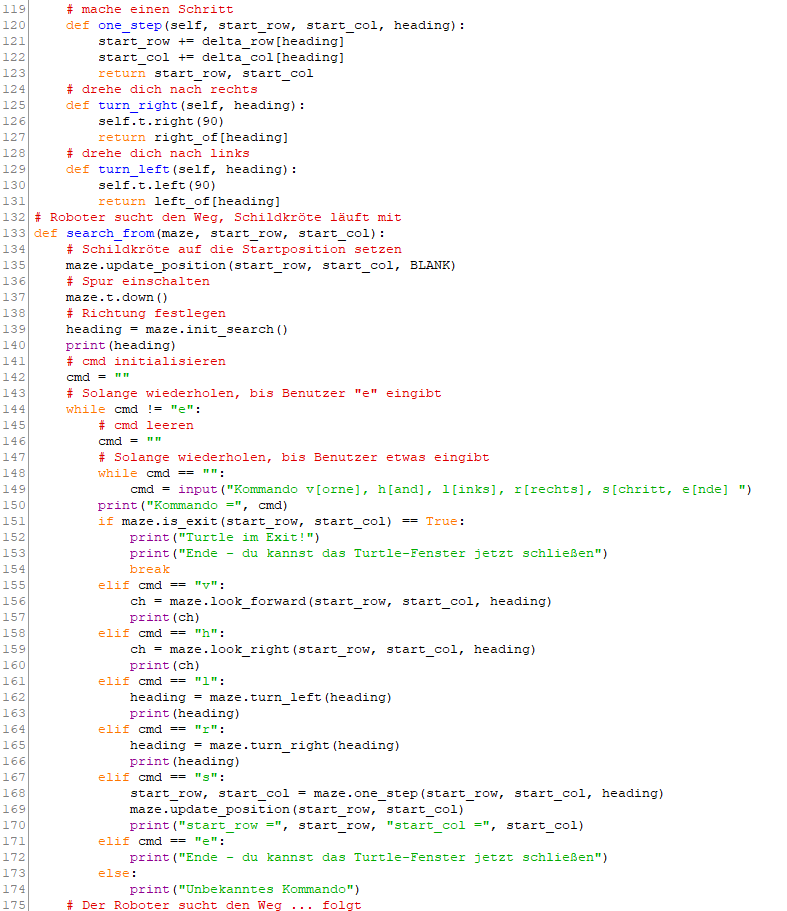 119     # mache einen Schritt
120     def one_step(self, start_row, start_col, heading):
121         start_row += delta_row[heading]
122         start_col += delta_col[heading]
123         return start_row, start_col
124     # drehe dich nach rechts
125     def turn_right(self, heading):
126         self.t.right(90)
127         return right_of[heading]
128     # drehe dich nach links
129     def turn_left(self, heading):
130         self.t.left(90)
131         return left_of[heading]
132 # Roboter sucht den Weg, Schildkröte läuft mit
133 def search_from(maze, start_row, start_col):
134     # Schildkröte auf die Startposition setzen
135     maze.update_position(start_row, start_col, BLANK)
136     # Spur einschalten
137     maze.t.down()
138     # Richtung festlegen
139     heading = maze.init_search()
140     print(heading)
141     # cmd initialisieren
142     cmd = ""
143     # Solange wiederholen, bis Benutzer "e" eingibt
144     while cmd != "e":
145         # cmd leeren
146         cmd = ""
147         # Solange wiederholen, bis Benutzer etwas eingibt
148         while cmd == "":
149             cmd = input("Kommando v[orne], h[and], l[inks], r[rechts], s[chritt, e[nde] ")
150         print("Kommando =", cmd)
151         if maze.is_exit(start_row, start_col) == True:
152             print("Turtle im Exit!")
153             print("Ende - du kannst das Turtle-Fenster jetzt schließen")
154             break
155         elif cmd == "v":
156             ch = maze.look_forward(start_row, start_col, heading)
157             print(ch)
158         elif cmd == "h":
159             ch = maze.look_right(start_row, start_col, heading)
160             print(ch)
161         elif cmd == "l":
162             heading = maze.turn_left(heading)
163             print(heading)
164         elif cmd == "r":
165             heading = maze.turn_right(heading)
166             print(heading)
167         elif cmd == "s":
168             start_row, start_col = maze.one_step(start_row, start_col, heading)
169             maze.update_position(start_row, start_col)
170             print("start_row =", start_row, "start_col =", start_col)
171         elif cmd == "e":
172             print("Ende - du kannst das Turtle-Fenster jetzt schließen")
173         else:
174             print("Unbekanntes Kommando")
175     # Der Roboter sucht den Weg ... folgt